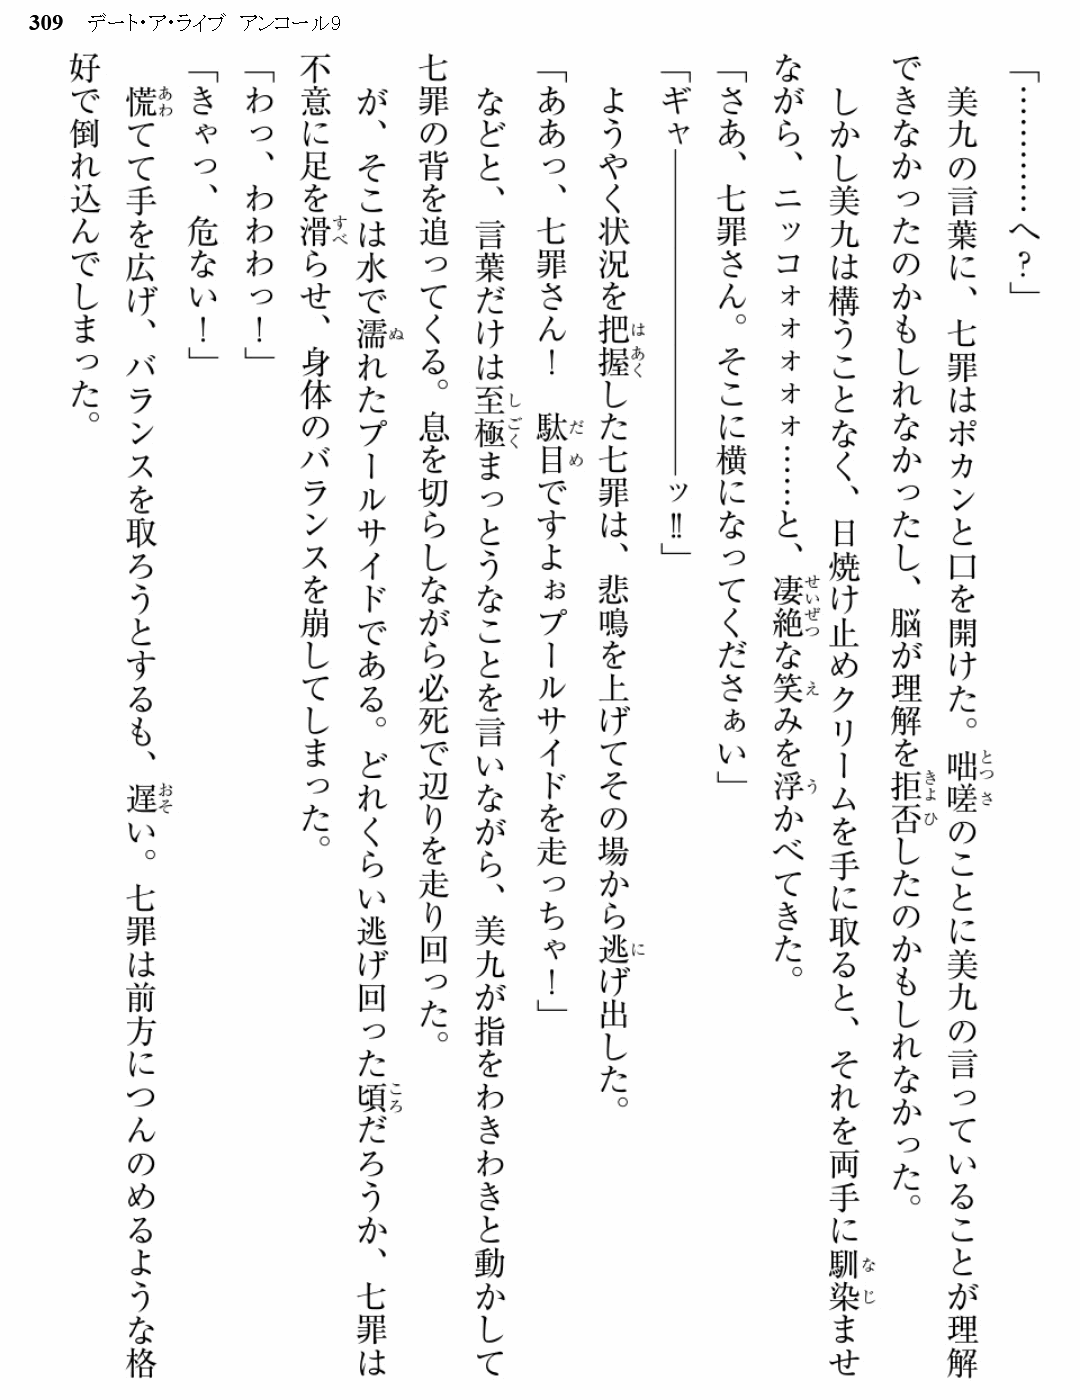 309 デート・ア・ライブ アンコール9
「…………へ？」
美九の言葉に、七罪はポカンと口を開けた。咄嗟のことに美九の言っていることが理解
できなかったのかもしれなかったし、脳が理解を拒否したのかもしれなかった。
しかし美九は構うことなく、日焼け止めクリームを手に取ると、それを両手に馴染ませ
ながら、ニッコォォォォォ……と、凄絶な笑みを浮かべてきた。
「さあ、七罪さん。そこに横になってくださぁい」
「ギャ――――――――――ッ!!」
ようやく状況を把握した七罪は、悲鳴を上げてその場から逃げ出した。
「ああっ、七罪さん！　駄目ですよぉプールサイドを走っちゃ！」
などと、言葉だけは至極まっとうなことを言いながら、美九が指をわきわきと動かして
七罪の背を追ってくる。息を切らしながら必死で辺りを走り回った。
が、そこは水で濡れたプールサイドである。どれくらい逃げ回った頃だろうか、七罪は
不意に足を滑らせ、身体のバランスを崩してしまった。
「わっ、わわわっ！」
「きゃっ、危ない！」
慌てて手を広げ、バランスを取ろうとするも、遅い。七罪は前方につんのめるような格
好で倒れ込んでしまった。